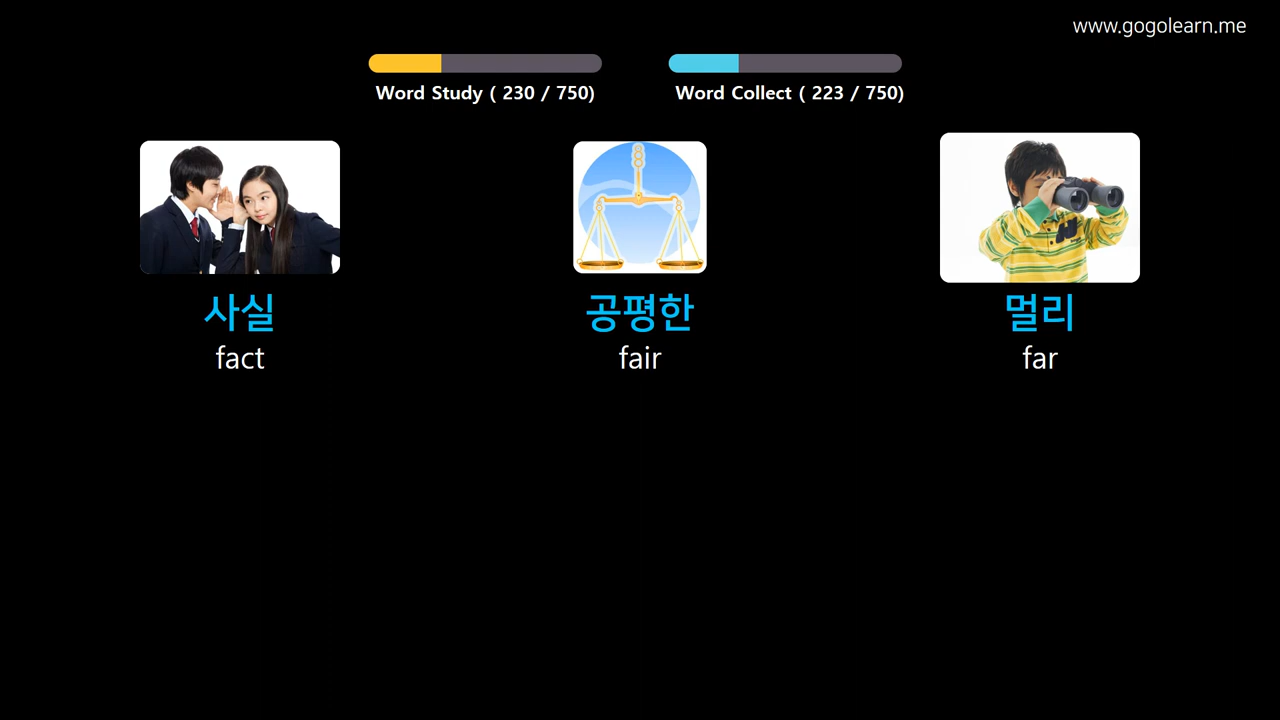 www.gogolearn.me
Word Study ( 230 / 750)
Word Collect ( 223 / 750)
사실
fact
공평한
fair
멀리
far